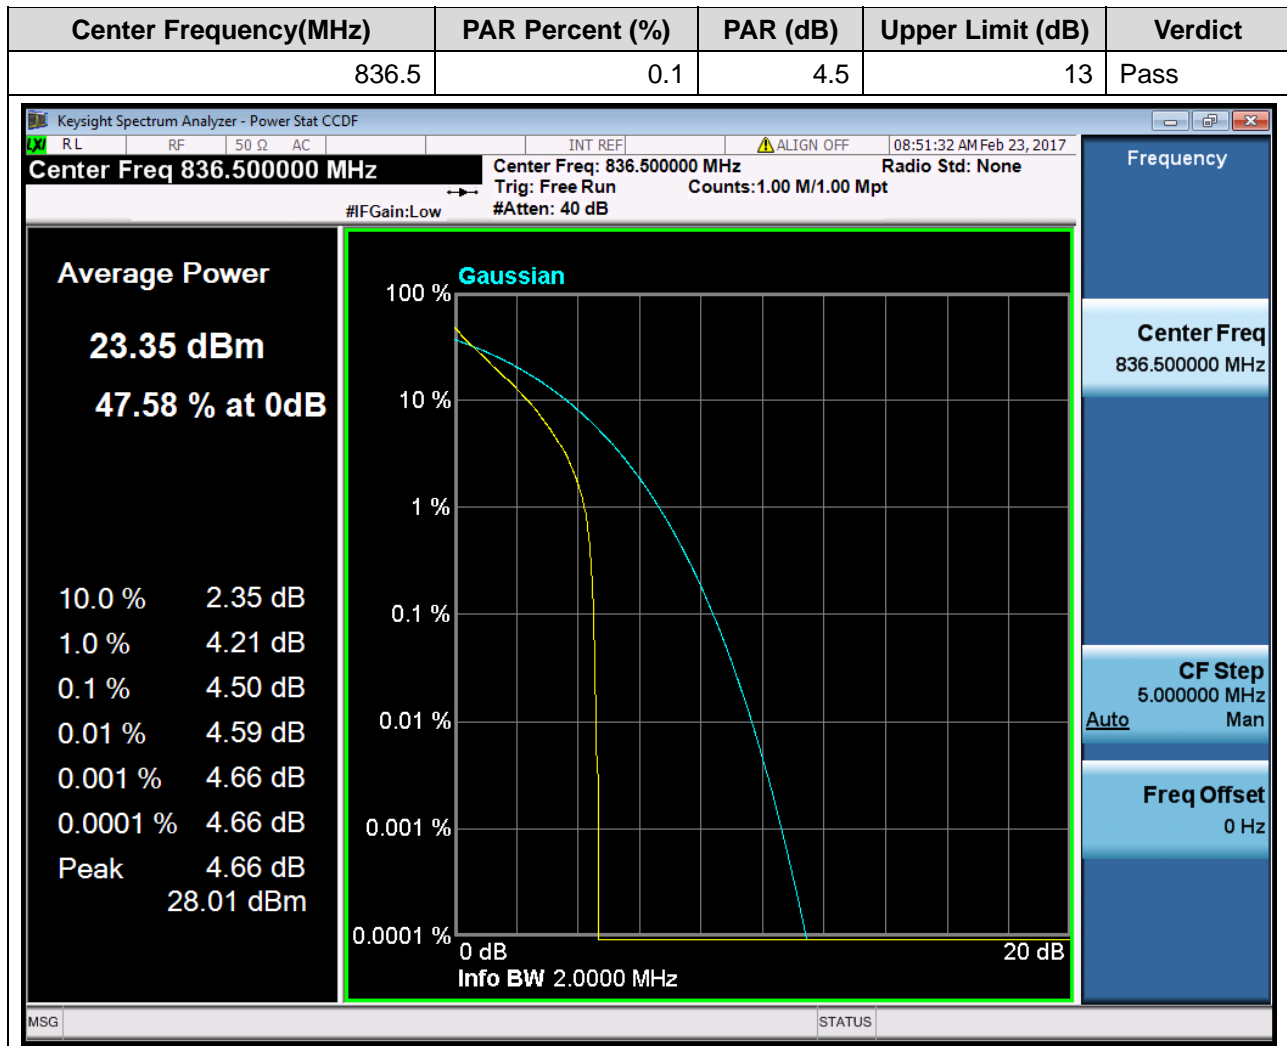 Center Frequency(MHz) PAR Percent (%) PAR (dB) Upper Limit (dB) Verdict
836.5 0.1 4.5 13 Pass
Keysight Spectrum Analyzer - Power Stat CCDF
LXI RL RF 50 Ω AC INT REF ALIGN OFF 08:51:32 AM Feb 23, 2017
Center Freq 836.500000 MHz
Center Freq: 836.500000 MHz Radio Std: None
Trig: Free Run Counts:1.00 M/1.00 Mpt
#IFGain:Low #Atten: 40 dB
Average Power
23.35 dBm
47.58 % at 0dB
10.0 % 2.35 dB
1.0 % 4.21 dB
0.1 % 4.50 dB
0.01 % 4.59 dB
0.001 % 4.66 dB
0.0001 % 4.66 dB
Peak 4.66 dB
28.01 dBm
Gaussian
100 %
10 %
1 %
0.1 %
0.01 %
0.001 %
0.0001 %
0 dB 20 dB
Info BW 2.0000 MHz
Frequency
Center Freq
836.500000 MHz
CF Step
5.000000 MHz
Auto Man
Freq Offset
0 Hz
MSG STATUS